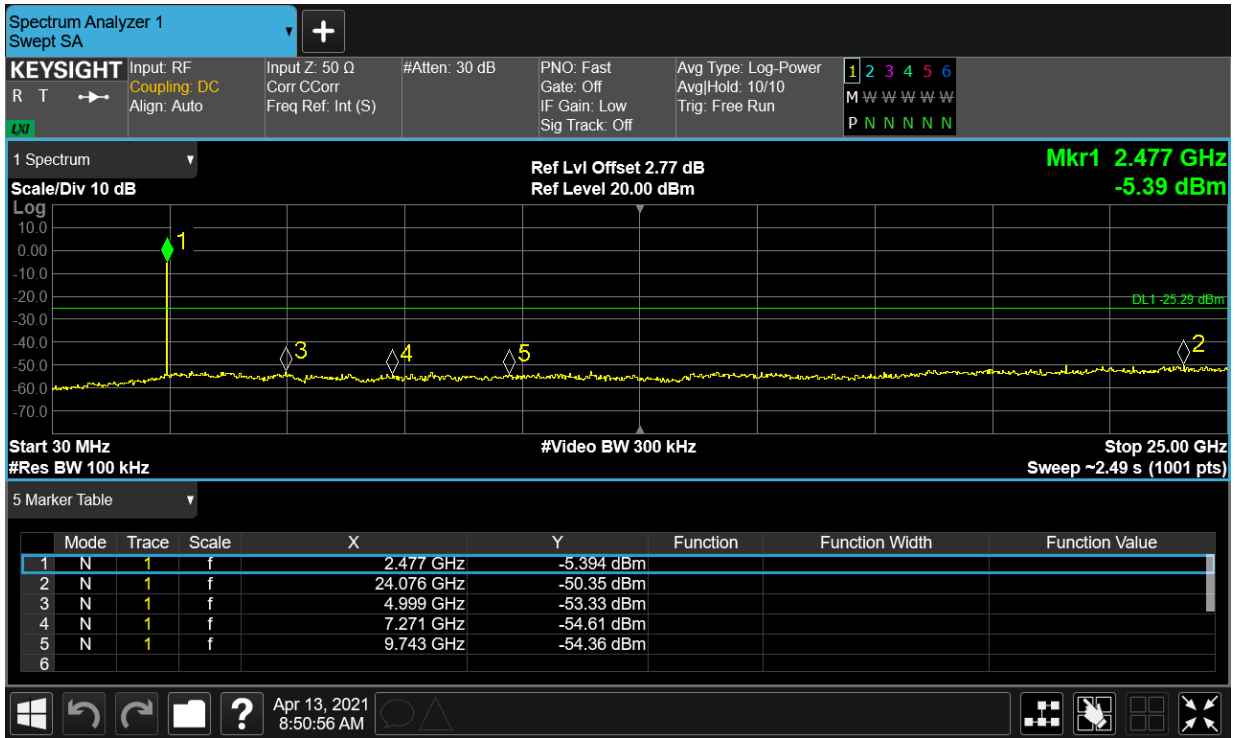 Spectrum Analyzer 1
Swept SA
+
KEYSIGHT
R T
LXI
Input: RF
Coupling: DC
Align: Auto
Input Z: 50 Ω
Corr CCorr
Freq Ref: Int (S)
#Atten: 30 dB
PNO: Fast
Gate: Off
IF Gain: Low
Sig Track: Off
Avg Type: Log-Power
Avg|Hold: 10/10
Trig: Free Run
1 2 3 4 5 6
M W W W W W
P N N N N N
1 Spectrum
Scale/Div 10 dB
Ref Lvl Offset 2.77 dB
Ref Level 20.00 dBm
Mkr1 2.477 GHz
-5.39 dBm
Log
10.0
0.00
-10.0
-20.0
-30.0
-40.0
-50.0
-60.0
-70.0
1
3
4
5
2
DL1 -25.29 dBm
Start 30 MHz
#Res BW 100 kHz
#Video BW 300 kHz
Stop 25.00 GHz
Sweep ~2.49 s (1001 pts)
5 Marker Table
Mode Trace Scale X Y Function Function Width Function Value
1 N 1 f 2.477 GHz -5.394 dBm
2 N 1 f 24.076 GHz -50.35 dBm
3 N 1 f 4.999 GHz -53.33 dBm
4 N 1 f 7.271 GHz -54.61 dBm
5 N 1 f 9.743 GHz -54.36 dBm
6
?
Apr 13, 2021
8:50:56 AM